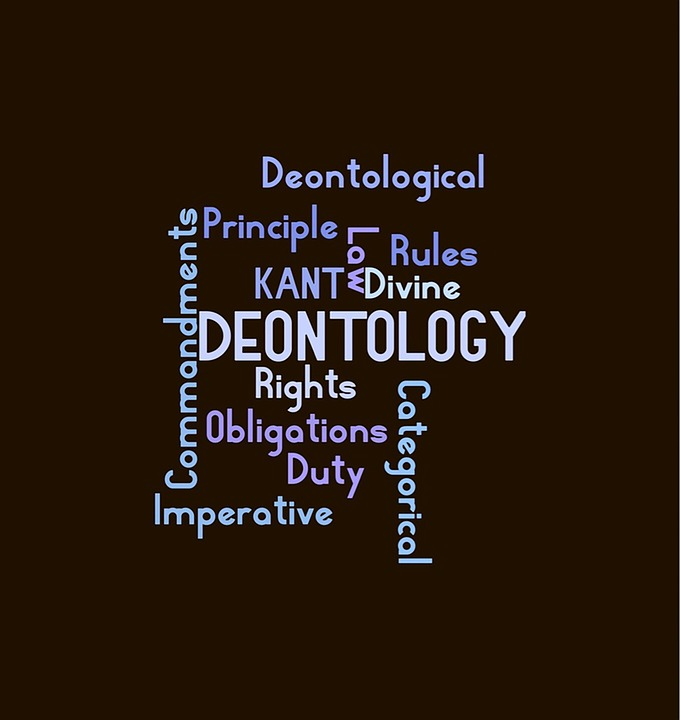 Deontological
Principle
Law
Rules
KANT
Divine
Commandments
DEONTOLOGY
Rights
Categorical
Obligations
Duty
Imperative